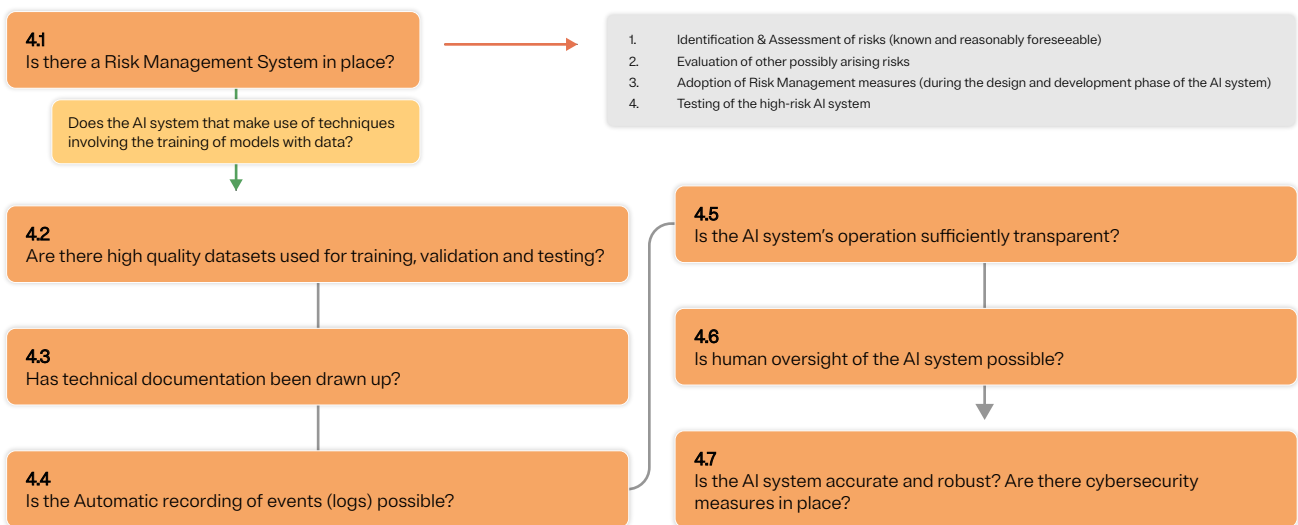 4.1
Is there a Risk Management System in place?
1. Identification & Assessment of risks (known and reasonably foreseeable)
2. Evaluation of other possibly arising risks
3. Adoption of Risk Management measures (during the design and development phase of the AI system)
4. Testing of the high-risk AI system
Does the AI system that make use of techniques
involving the training of models with data?
4.2
Are there high quality datasets used for training, validation and testing?
4.3
Has technical documentation been drawn up?
4.4
Is the Automatic recording of events (logs) possible?
4.5
Is the AI system’s operation sufficiently transparent?
4.6
Is human oversight of the AI system possible?
4.7
Is the AI system accurate and robust? Are there cybersecurity
measures in place?